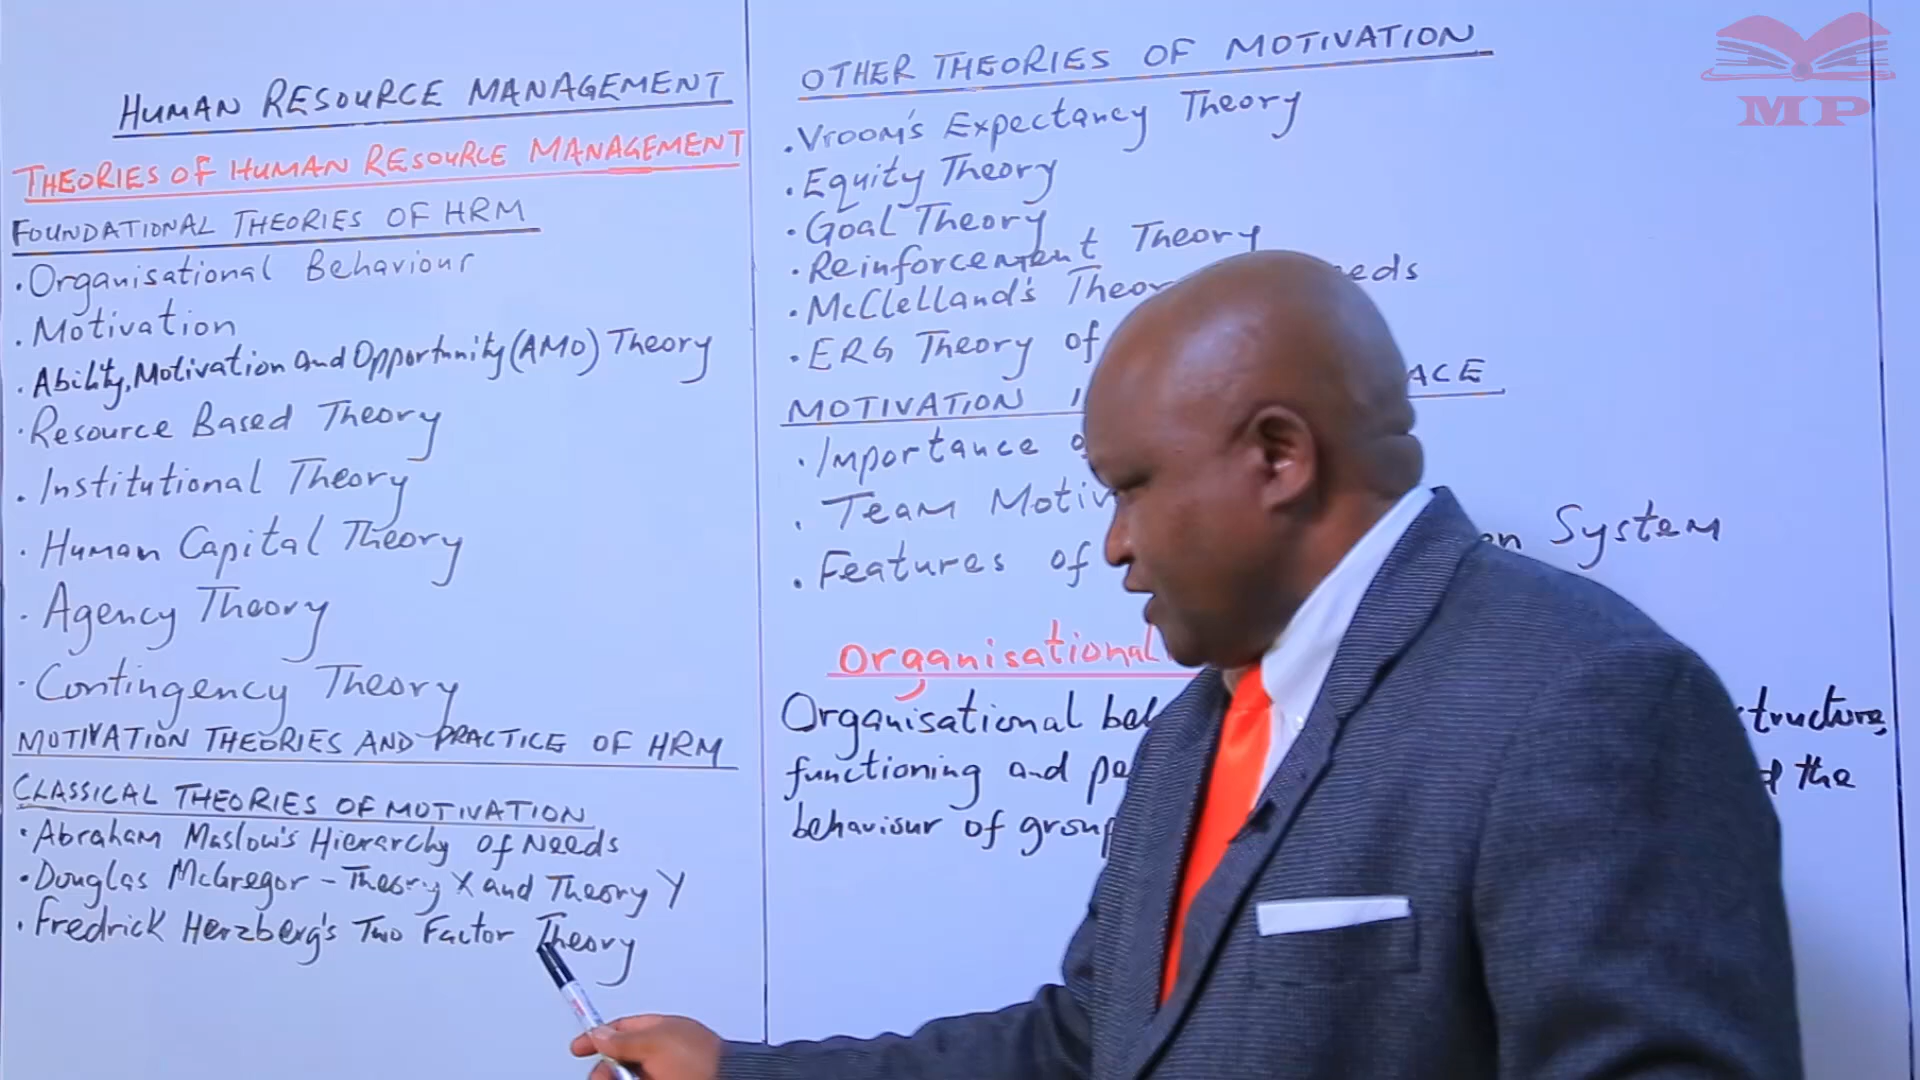 HUMAN RESOURCE MANAGEMENT
THEORIES OF HUMAN RESOURCE MANAGEMENT
FOUNDATIONAL THEORIES OF HRM
· Organisational Behaviour
· Motivation
· Ability, Motivation and Opportunity (AMO) Theory
· Resource Based Theory
· Institutional Theory
· Human Capital Theory
· Agency Theory
· Contingency Theory
MOTIVATION THEORIES AND PRACTICE OF HRM
CLASSICAL THEORIES OF MOTIVATION
· Abraham Maslow's Hierarchy of Needs
· Douglas McGregor - Theory X and Theory Y
· Fredrick Herzberg's Two Factor Theory
OTHER THEORIES OF MOTIVATION
· Vroom's Expectancy Theory
· Equity Theory
· Goal Theory
· Reinforcement Theory
· McClelland's
· ERG Theory of
MOTIVATION
· Importance
· Team
· Features of System
Organisational
Organisational
functioning and the
behaviour of
MP